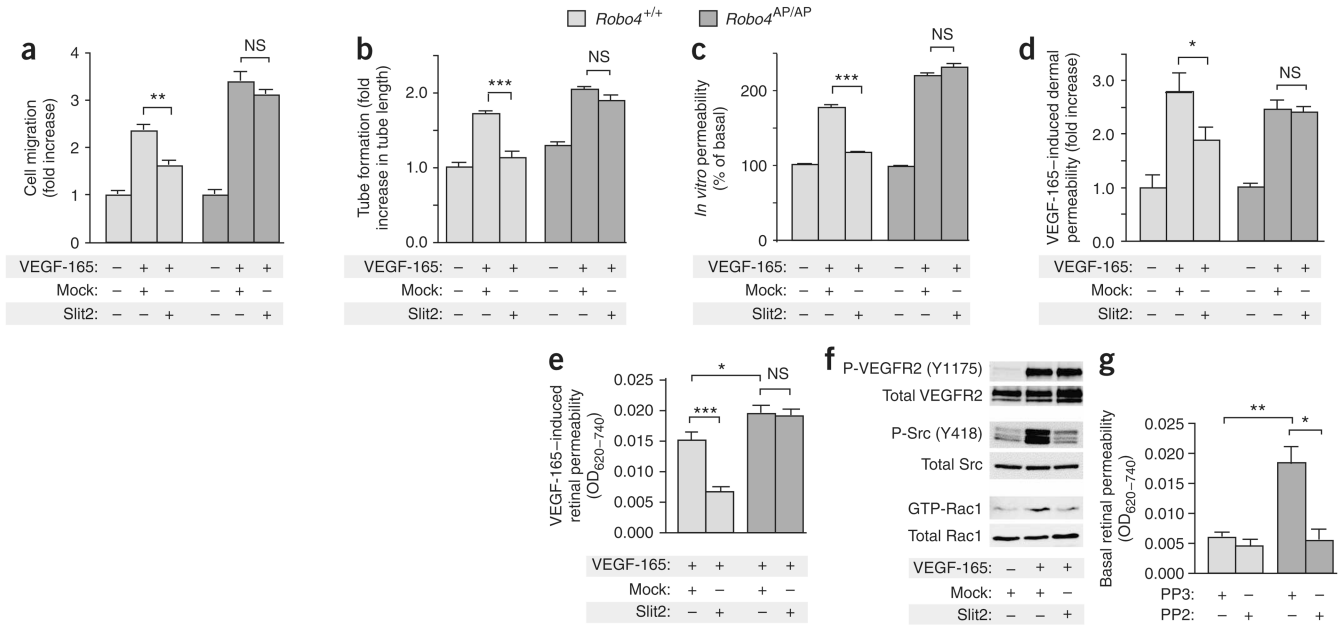 Robo4+/+ Robo4AP/AP
a
Cell migration
(fold increase)
4
3
2
1
0
**
NS
VEGF-165: – + + – + +
Mock: – + – – + –
Slit2: – – + – – +
b
Tube formation (fold
increase in tube length)
2.0
1.0
0.0
***
NS
VEGF-165: – + + – + +
Mock: – + – – + –
Slit2: – – + – – +
c
In vitro permeability
(% of basal)
200
100
0
***
NS
VEGF-165: – + + – + +
Mock: – + – – + –
Slit2: – – + – – +
d
VEGF-165–induced dermal
permeability (fold increase)
3.0
2.0
1.0
0.0
*
NS
VEGF-165: – + + – + +
Mock: – + – – + –
Slit2: – – + – – +
e
VEGF-165–induced
retinal permeability
(OD620–740)
0.025
0.020
0.015
0.010
0.005
0.000
*
***
NS
VEGF-165: + + + +
Mock: + – + –
Slit2: – + – +
f
P-VEGFR2 (Y1175)
Total VEGFR2
P-Src (Y418)
Total Src
GTP-Rac1
Total Rac1
VEGF-165: – + +
Mock: + + –
Slit2: – – +
g
Basal retinal permeability
(OD620–740)
0.025
0.020
0.015
0.010
0.005
0.000
**
*
PP3: + – + –
PP2: – + – +